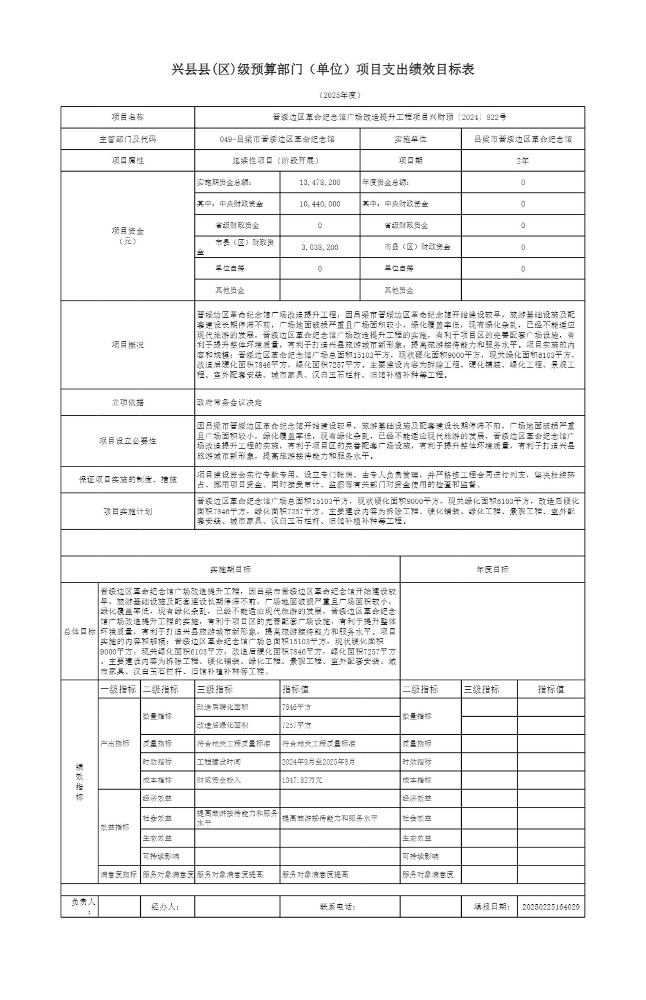 兴县县(区)级预算部门（单位）项目支出绩效目标表
（2025年度）
项目名称
晋绥边区革命纪念馆广场改造提升工程项目兴财预〔2024〕822号
主管部门及代码
049-吕梁市晋绥边区革命纪念馆
实施单位
吕梁市晋绥边区革命纪念馆
项目属性
延续性项目（阶段开展）
项目期
2年
项目资金
（元）
实施期资金总额：
13,478,200
年度资金总额：
0
其中：中央财政资金
10,440,000
其中：中央财政资金
0
省级财政资金
0
省级财政资金
0
市县（区）财政资
金
3,038,200
市县（区）财政资金
0
单位自筹
0
单位自筹
0
其他资金
其他资金
项目概况
晋绥边区革命纪念馆广场改造提升工程，因吕梁市晋绥边区革命纪念馆开始建设较早，旅游基础设施及配
套建设长期停滞不前，广场地面破损严重且广场面积较小，绿化覆盖率低，现有绿化杂乱，已经不能适应
现代旅游的发展，晋绥边区革命纪念馆广场改造提升工程的实施，有利于项目区的完善配套广场设施，有
利于提升整体环境质量，有利于打造兴县旅游城市新形象，提高旅游接待能力和服务水平。项目实施的内
容和规模：晋绥边区革命纪念馆广场总面积15103平方，现状硬化面积9000平方，现关绿化面积6103平方，
改造后硬化面积7846平方，绿化面积7257平方。主要建设内容为拆除工程、硬化铺装、绿化工程、景观工
程、室外配套安装、城市家具、汉白玉石栏杆、旧馆补植补种等工程。
立项依据
政府常务会议决定
项目设立必要性
因吕梁市晋绥边区革命纪念馆开始建设较早，旅游基础设施及配套建设长期停滞不前，广场地面破损严重
且广场面积较小，绿化覆盖率低，现有绿化杂乱，已经不能适应现代旅游的发展，晋绥边区革命纪念馆广
场改造提升工程的实施，有利于项目区的完善配套广场设施，有利于提升整体环境质量，有利于打造兴县
旅游城市新形象，提高旅游接待能力和服务水平。
保证项目实施的制度、措施
项目建设资金实行专款专用、设立专门帐房、由专人负责管理，并严格按工程合同进行列支，坚决杜绝挤
占、挪用项目资金。同时接受审计、监察等有关部门对资金使用的检查和监督。
项目实施计划
晋绥边区革命纪念馆广场总面积15103平方，现状硬化面积9000平方，现关绿化面积6103平方，改造后硬化
面积7846平方，绿化面积7257平方。主要建设内容为拆除工程、硬化铺装、绿化工程、景观工程、室外配
套安装、城市家具、汉白玉石栏杆、旧馆补植补种等工程。
实施期目标
年度目标
总体目标
晋绥边区革命纪念馆广场改造提升工程，因吕梁市晋绥边区革命纪念馆开始建设较
早，旅游基础设施及配套建设长期停滞不前，广场地面破损严重且广场面积较小，
绿化覆盖率低，现有绿化杂乱，已经不能适应现代旅游的发展，晋绥边区革命纪念
馆广场改造提升工程的实施，有利于项目区的完善配套广场设施，有利于提升整体
环境质量，有利于打造兴县旅游城市新形象，提高旅游接待能力和服务水平。项目
实施的内容和规模：晋绥边区革命纪念馆广场总面积15103平方，现状硬化面积
9000平方，现关绿化面积6103平方，改造后硬化面积7846平方，绿化面积7257平方
。主要建设内容为拆除工程、硬化铺装、绿化工程、景观工程、室外配套安装、城
市家具、汉白玉石栏杆、旧馆补植补种等工程。
绩
效
指
标
一级指标
二级指标
三级指标
指标值
二级指标
三级指标
指标值
产出指标
数量指标
改造后硬化面积
7846平方
数量指标
改造后绿化面积
7257平方
质量指标
符合相关工程质量标准
符合相关工程质量标准
质量指标
时效指标
工程建设时间
2024年9月至2025年8月
时效指标
成本指标
财政资金投入
1347.82万元
成本指标
效益指标
经济效益
经济效益
社会效益
提高旅游接待能力和服务
水平
提高旅游接待能力和服务水平
社会效益
生态效益
生态效益
可持续影响
可持续影响
满意度指标
服务对象满意度
服务对象满意度提高
服务对象满意度提高
服务对象满意度
负责人
：
经办人：
联系电话：
填报日期：
20250225164029